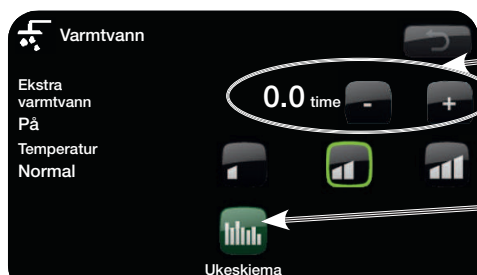 Varmtvann
Ekstra
varmtvann
0.0 time - +
På
Temperatur
Normal
Ukeskjema